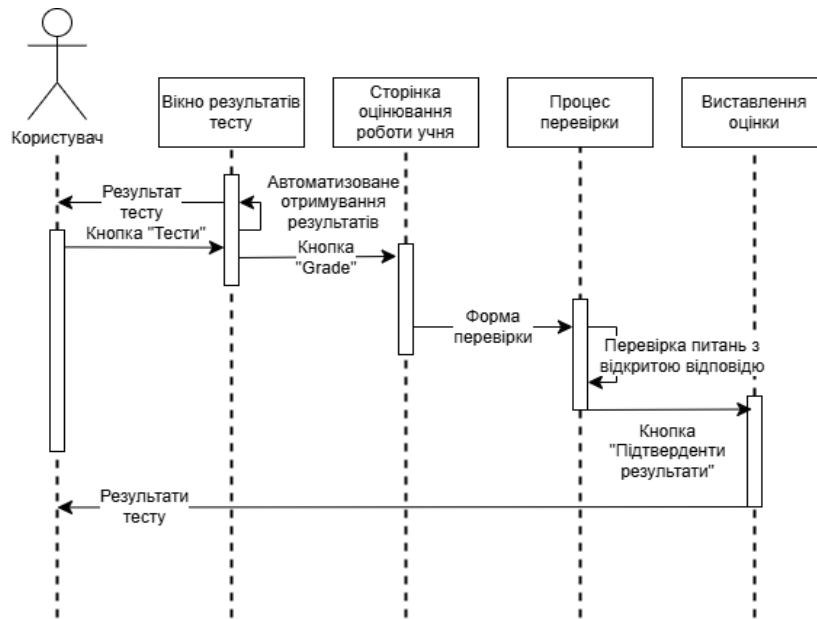 Користувач
Вікно результатів
тесту
Сторінка
оцінювання
роботи учня
Процес
перевірки
Виставлення
оцінки
Результат
тесту
Автоматизоване
отримування
результатів
Кнопка "Тести"
Кнопка
"Grade"
Форма
перевірки
Перевірка питань з
відкритою відповідю
Кнопка
"Підтверденти
результати"
Результати
тесту